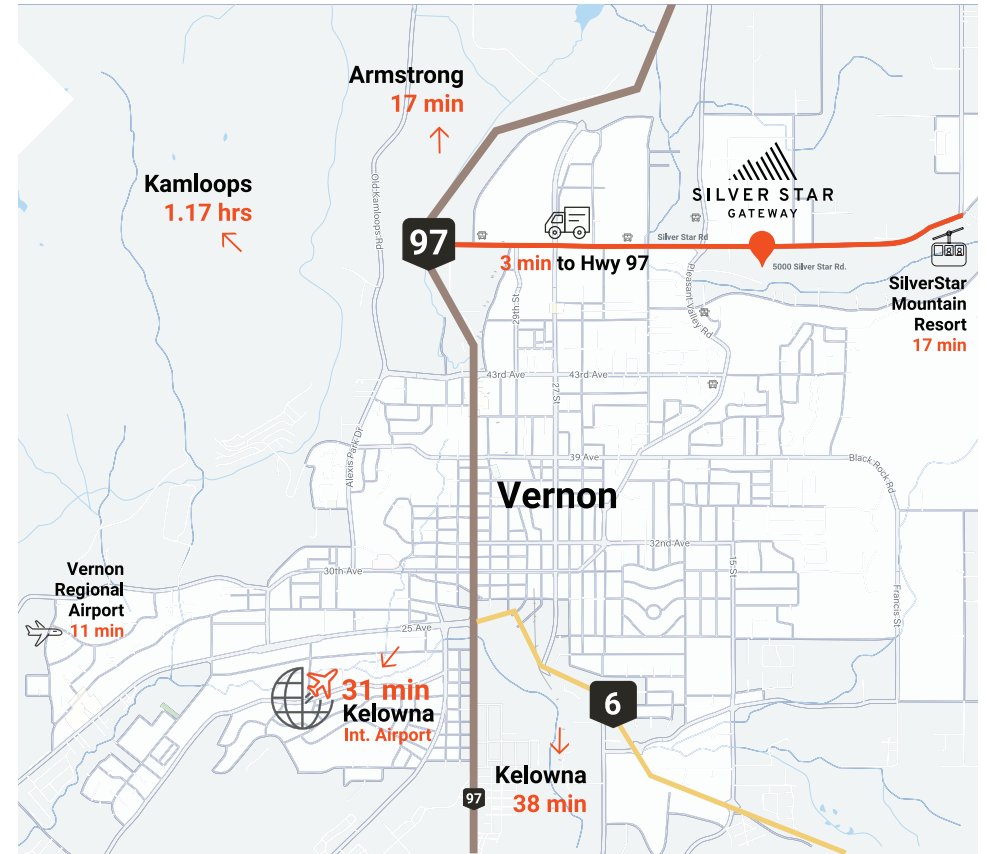 Armstrong
17 min
Kamloops
1.17 hrs
Old Kamloops Rd
97
SILVER STAR
GATEWAY
Silver Star Rd
3 min to Hwy 97
5000 Silver Star Rd.
Pleasant Valley Rd
SilverStar
Mountain
Resort
17 min
29th St
43rd Ave
43rd Ave
27 St
Alexis Park Dr
39 Ave
Black Rock Rd
Vernon
32nd Ave
15 St
30th Ave
Francis St
Vernon
Regional
Airport
11 min
25 Ave
31 min
Kelowna
Int. Airport
6
Kelowna
38 min
97